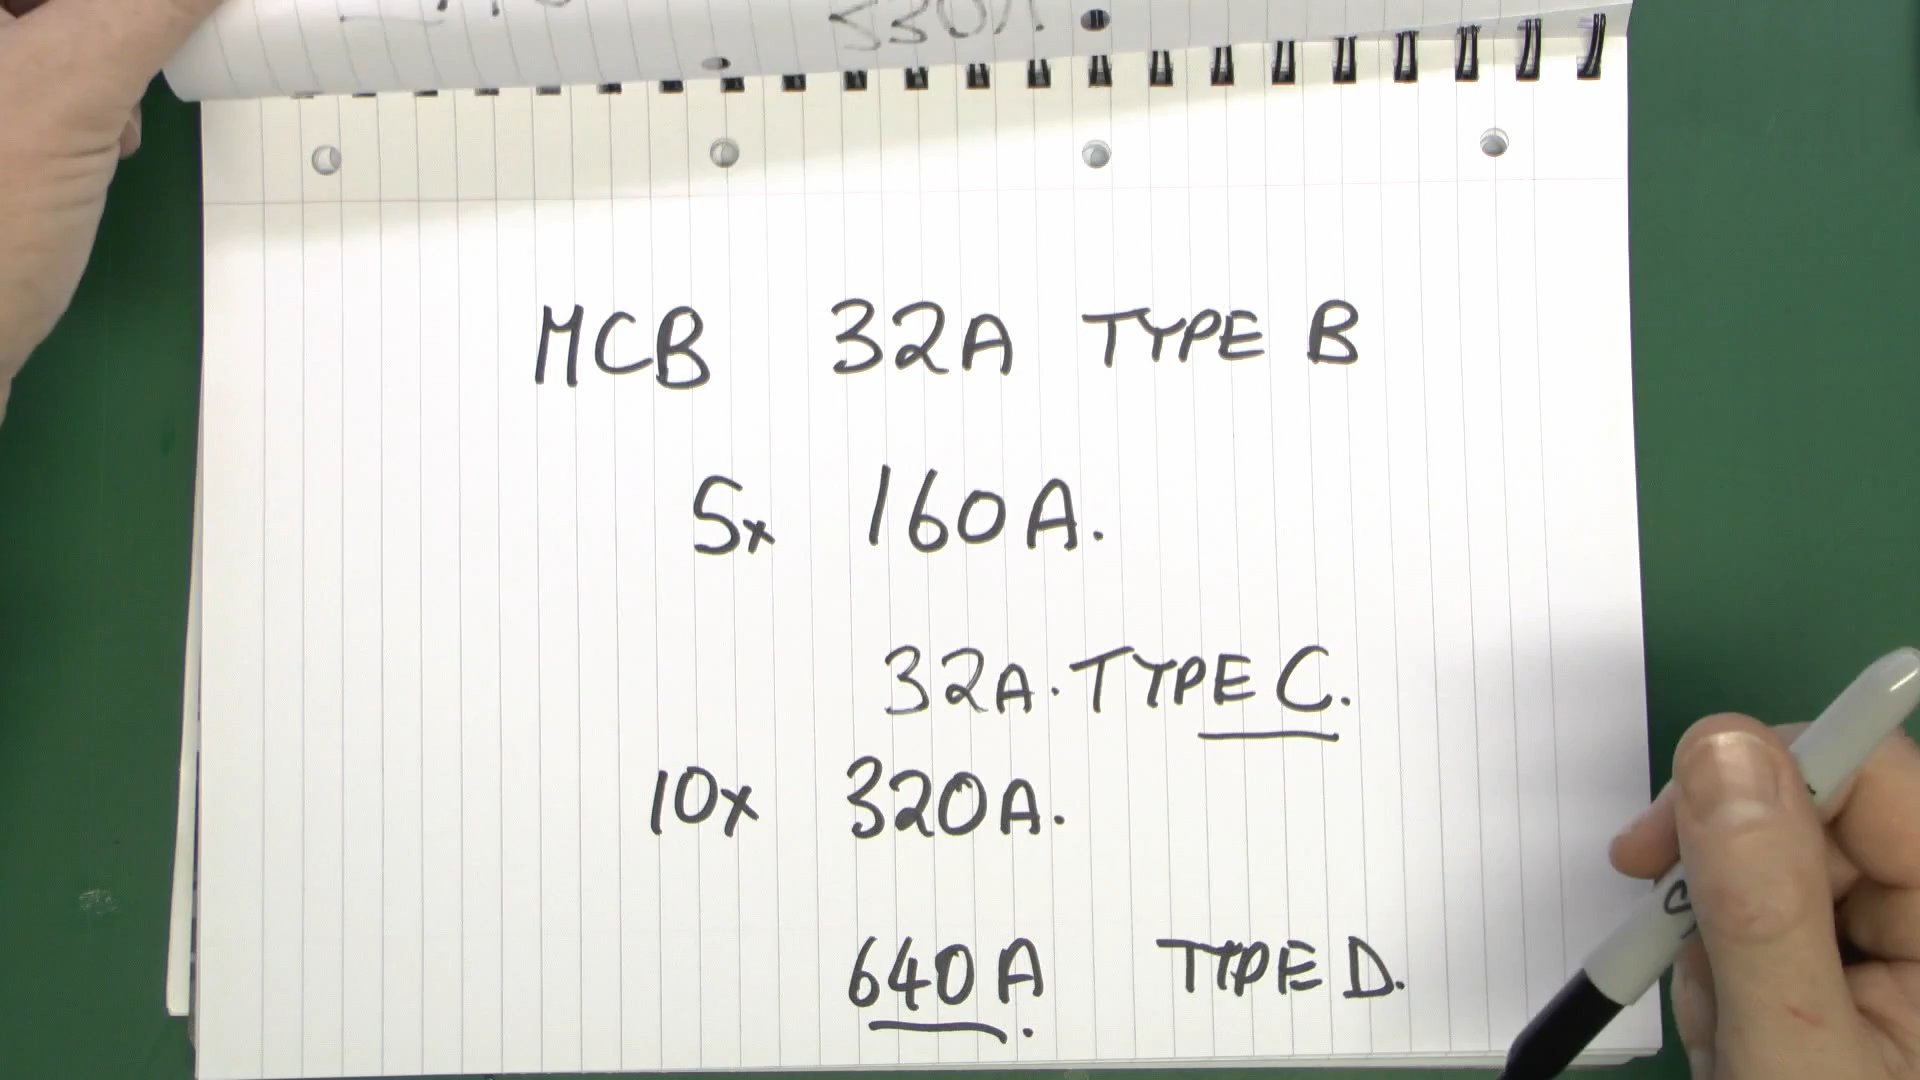 MCB 32A TYPE B
5x 160A.
32A. TYPE C.
10x 320A.
640A TYPE D.